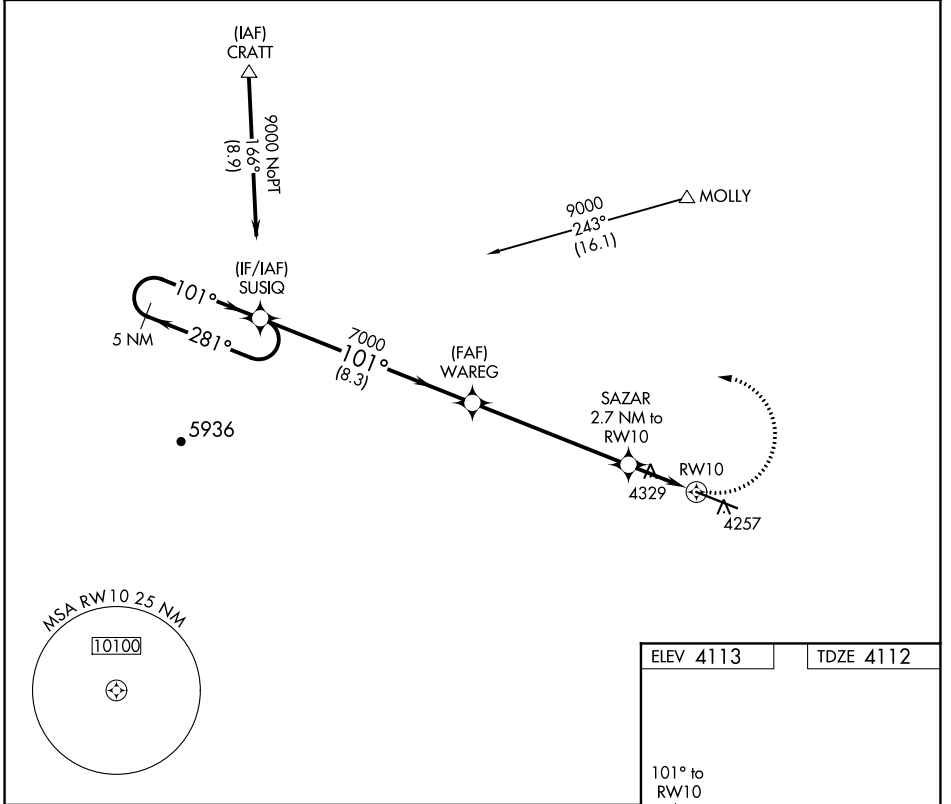 (IAF)
CRATT
9000 NoPT
166°
(8.9)
MOLLY
9000
243°
(16.1)
(IF/IAF)
SUSIQ
101°
281°
5 NM
7000
101°
(8.3)
(FAF)
WAREG
SAZAR
2.7 NM to
RW10
RW10
4329
4257
5936
MSA RW10 25 NM
10100
ELEV 4113
TDZE 4112
101° to
RW10